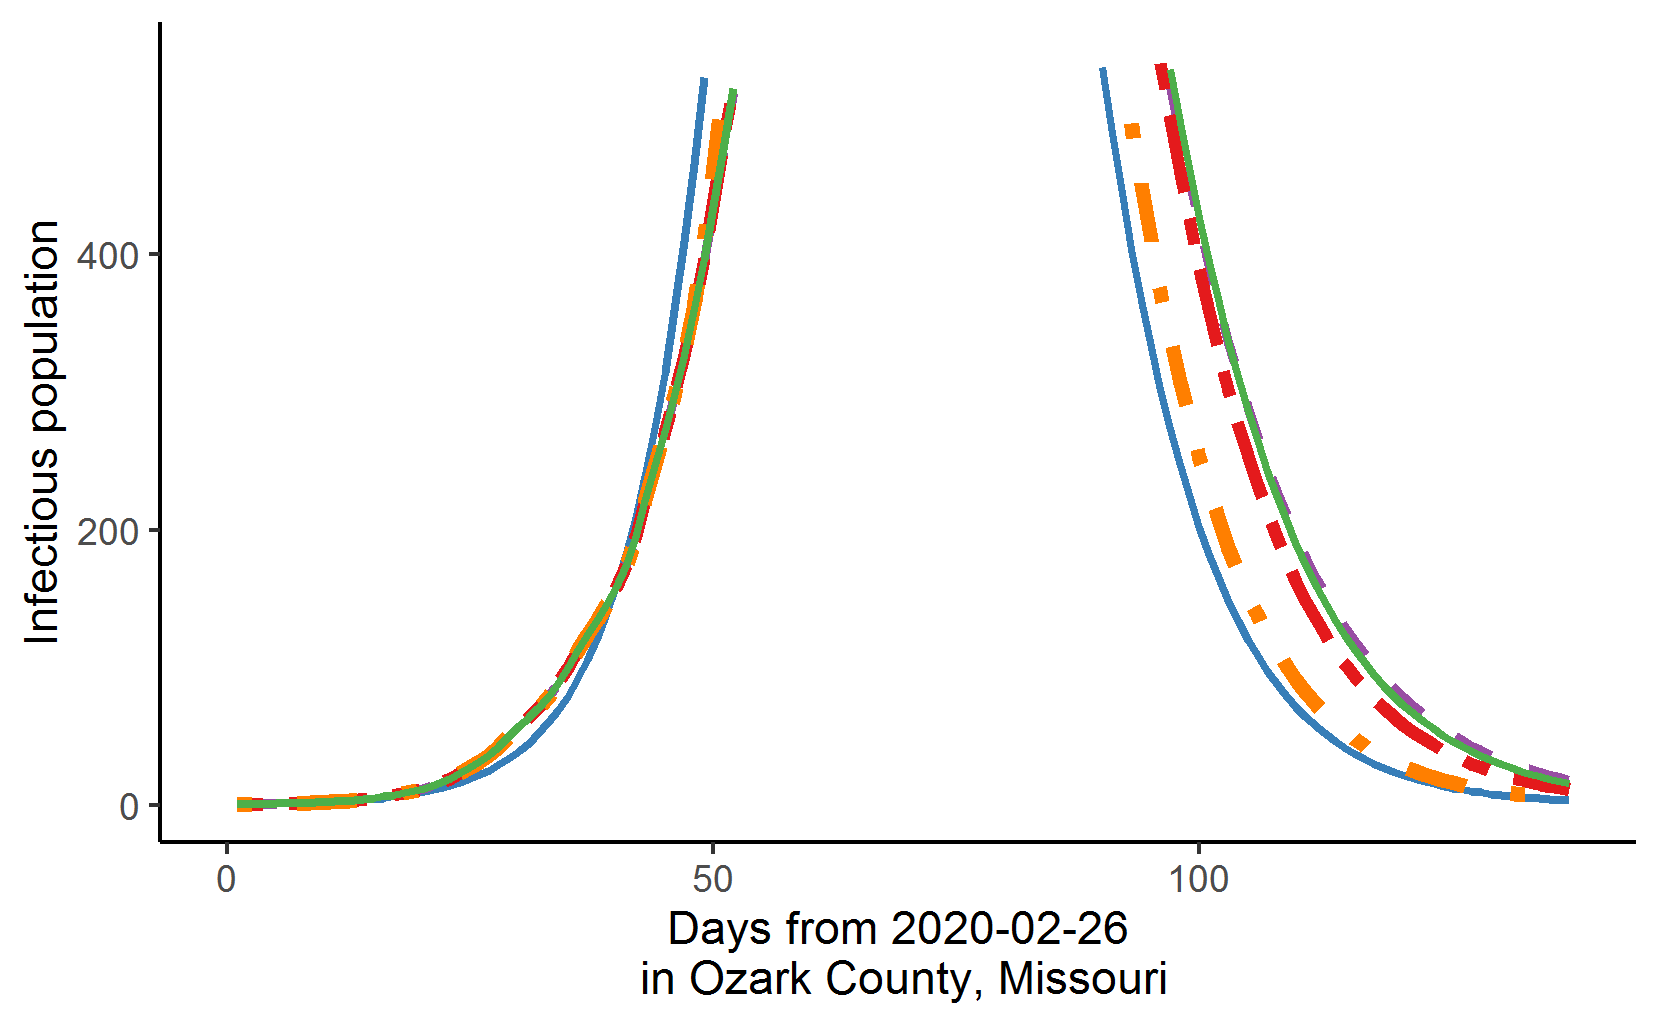 Infectious population
400
200
0
0 50 100
Days from 2020-02-26
in Ozark County, Missouri